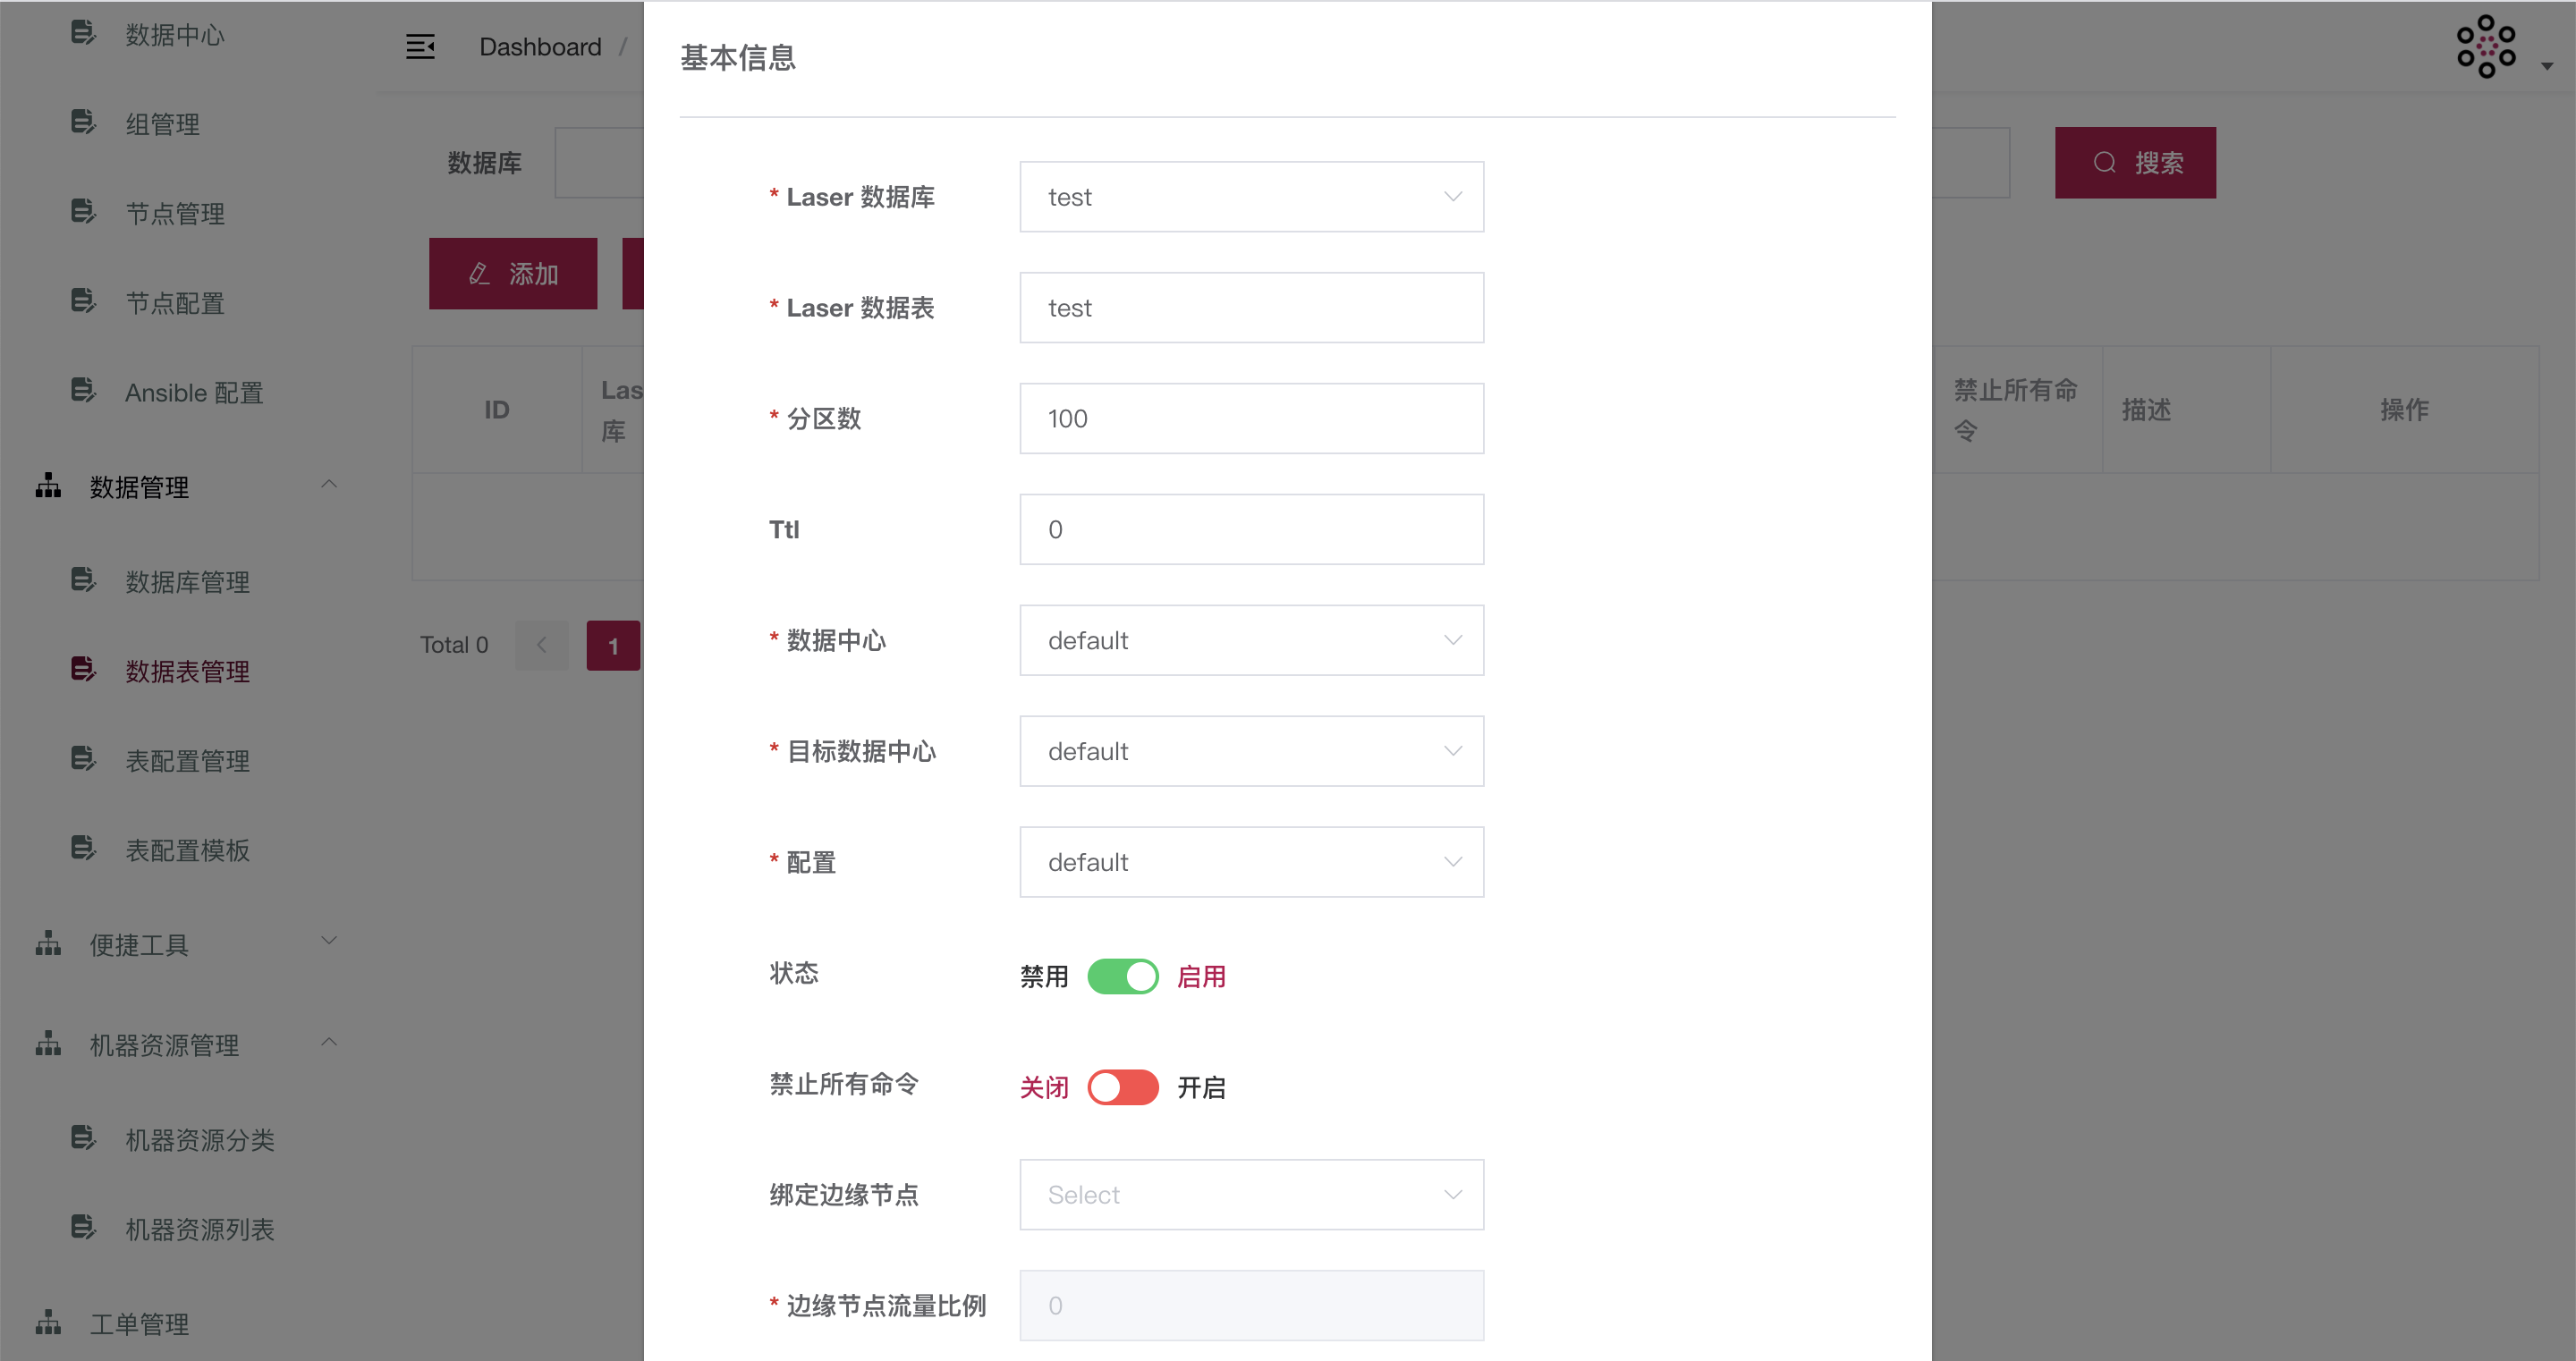 数据中心
组管理
节点管理
节点配置
Ansible 配置
数据管理
数据库管理
数据表管理
表配置管理
表配置模板
便捷工具
机器资源管理
机器资源分类
机器资源列表
工单管理
Dashboard /
数据库
搜索
添加
ID
Las
库
禁止所有命
令
描述
操作
Total 0
1
基本信息
* Laser 数据库 test
* Laser 数据表 test
* 分区数 100
Ttl 0
* 数据中心 default
* 目标数据中心 default
* 配置 default
状态 禁用 启用
禁止所有命令 关闭 开启
绑定边缘节点 Select
* 边缘节点流量比例 0